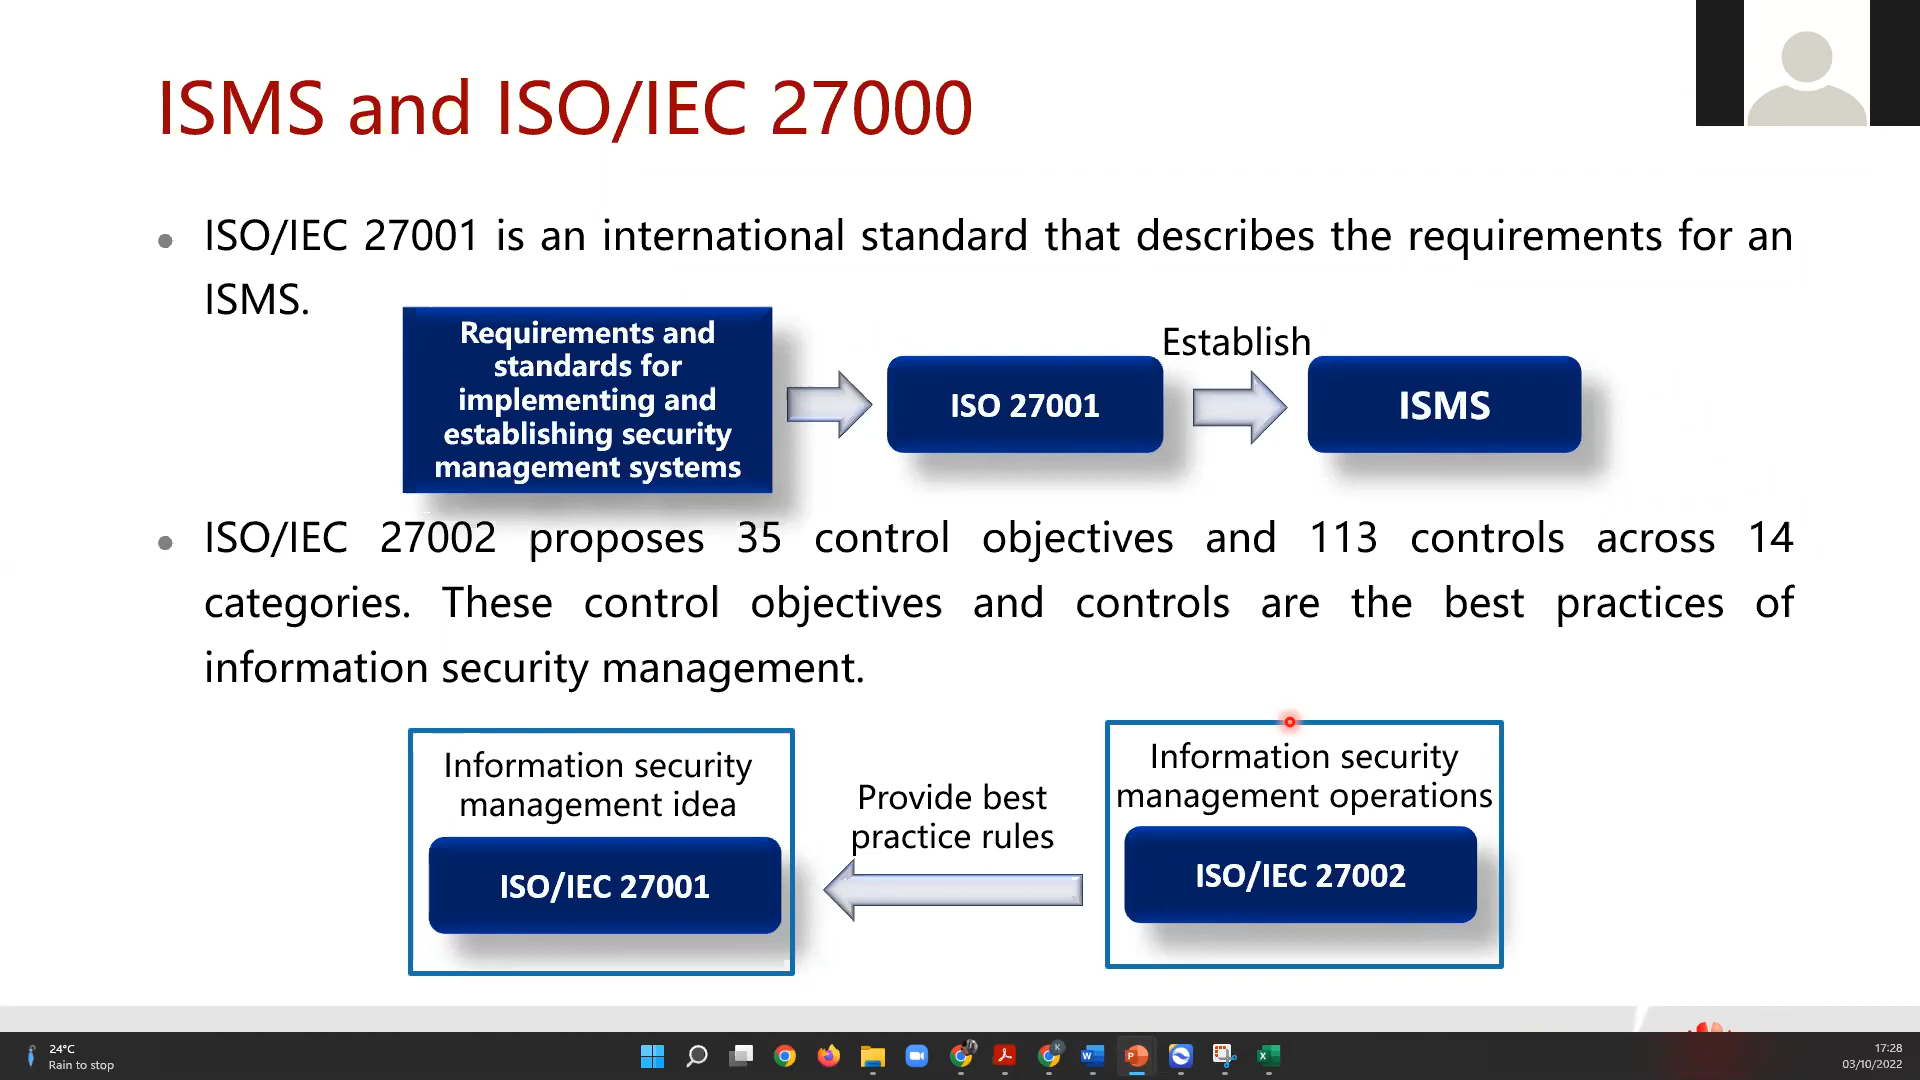 ISMS and ISO/IEC 27000
ISO/IEC 27001 is an international standard that describes the requirements for an
ISMS.
Requirements and
standards for
implementing and
establishing security
management systems
ISO 27001
Establish
ISMS
ISO/IEC 27002 proposes 35 control objectives and 113 controls across 14
categories. These control objectives and controls are the best practices of
information security management.
Information security
management idea
ISO/IEC 27001
Provide best
practice rules
Information security
management operations
ISO/IEC 27002
24°C
Rain to stop
17:28
03/10/2022